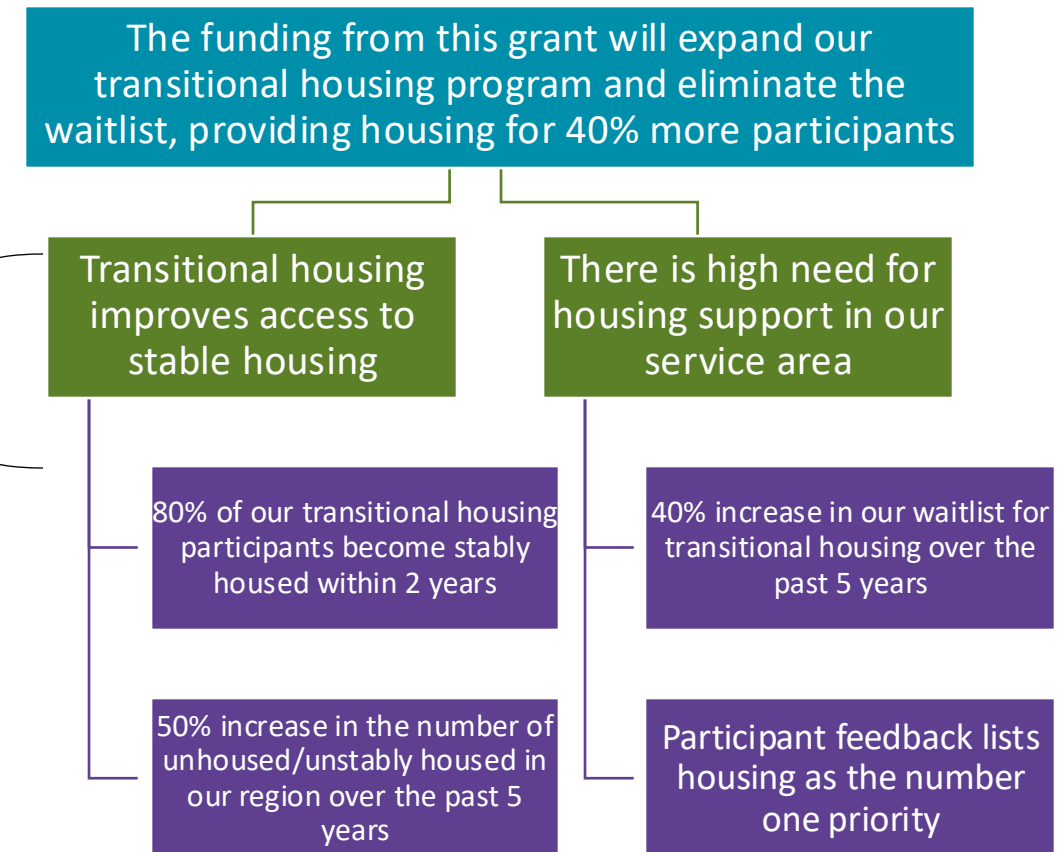 The funding from this grant will expand our
transitional housing program and eliminate the
waitlist, providing housing for 40% more participants
Transitional housing
improves access to
stable housing
There is high need for
housing support in our
service area
80% of our transitional housing
participants become stably
housed within 2 years
40% increase in our waitlist for
transitional housing over the
past 5 years
50% increase in the number of
unhoused/unstably housed in
our region over the past 5
years
Participant feedback lists
housing as the number
one priority